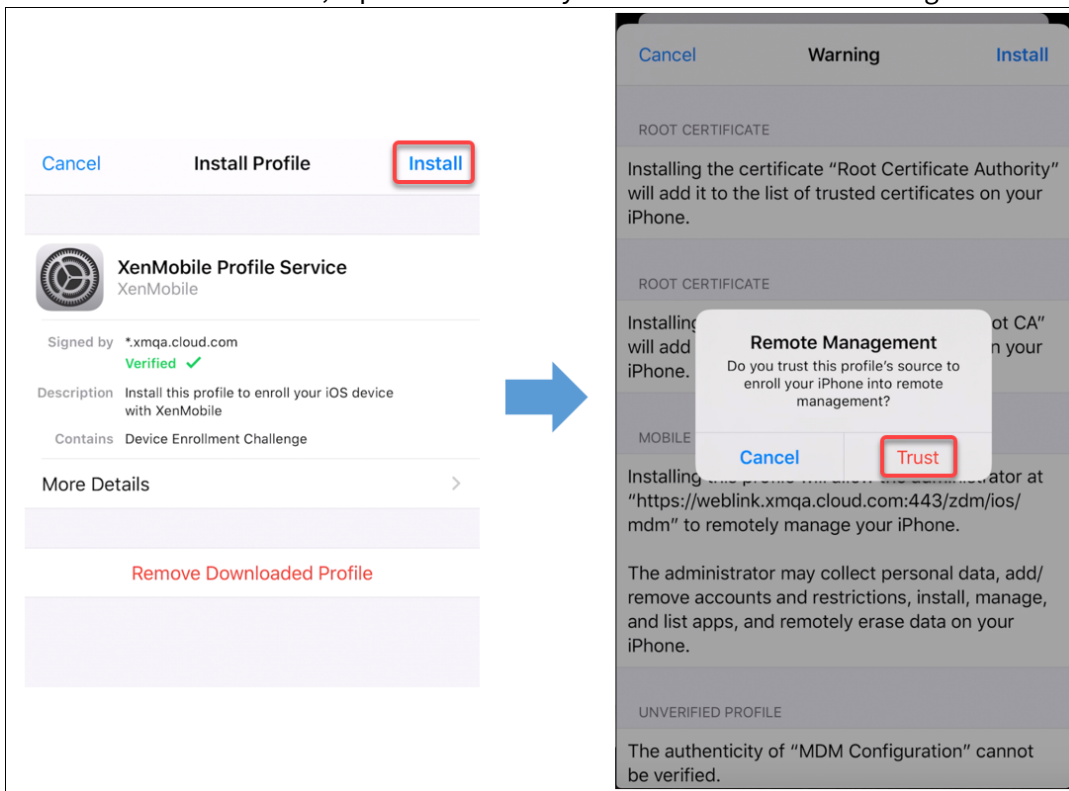 Cancel Install Profile Install
XenMobile Profile Service
XenMobile
Signed by *.xmqa.cloud.com
Verified ✓
Description Install this profile to enroll your iOS device
with XenMobile
Contains Device Enrollment Challenge
More Details
Remove Downloaded Profile
Cancel Warning Install
ROOT CERTIFICATE
Installing the certificate “Root Certificate Authority”
will add it to the list of trusted certificates on your
iPhone.
ROOT CERTIFICATE
Installing ot CA”
will add n your
iPhone.
Remote Management
Do you trust this profile’s source to
enroll your iPhone into remote
management?
Cancel Trust
MOBILE
Installing this profile will allow the administrator at
“https://weblink.xmqa.cloud.com:443/zdm/ios/
mdm” to remotely manage your iPhone.
The administrator may collect personal data, add/
remove accounts and restrictions, install, manage,
and list apps, and remotely erase data on your
iPhone.
UNVERIFIED PROFILE
The authenticity of “MDM Configuration” cannot
be verified.